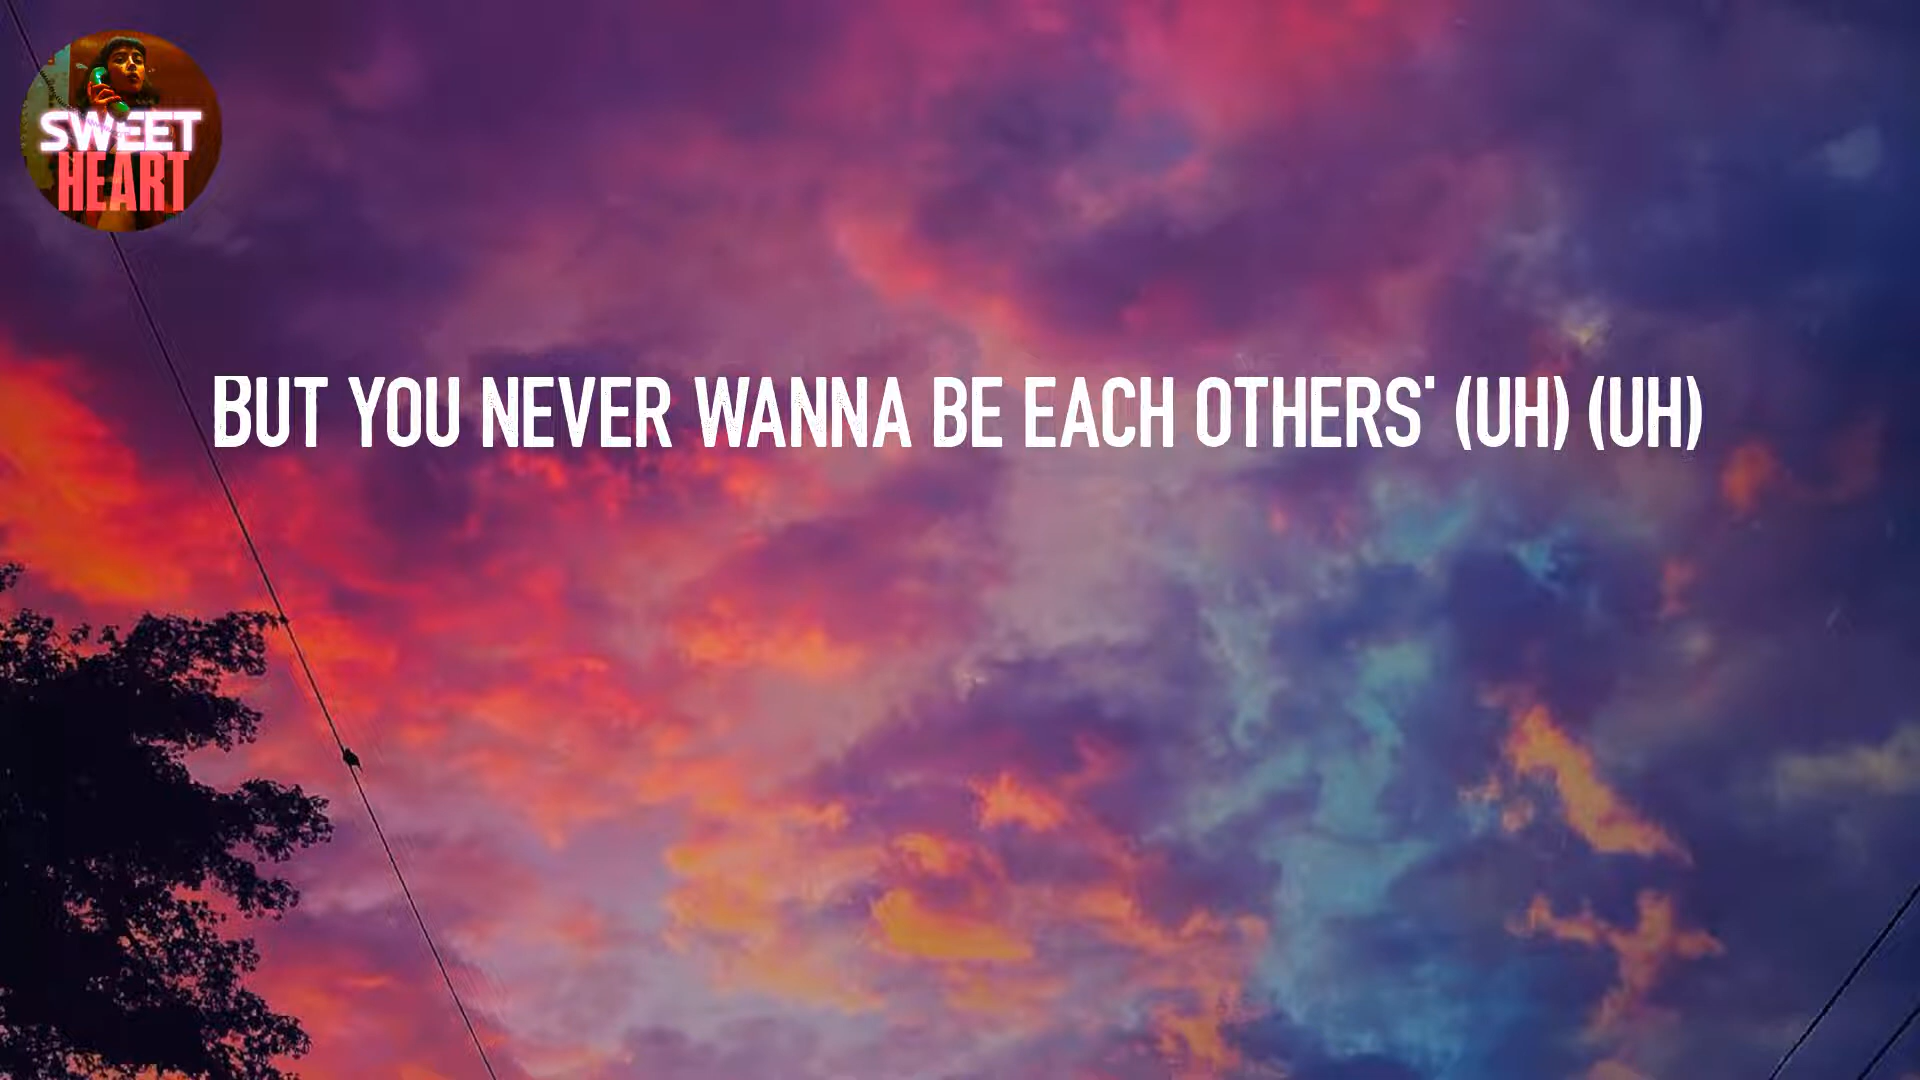 SWEET
HEART
BUT YOU NEVER WANNA BE EACH OTHERS' (UH) (UH)